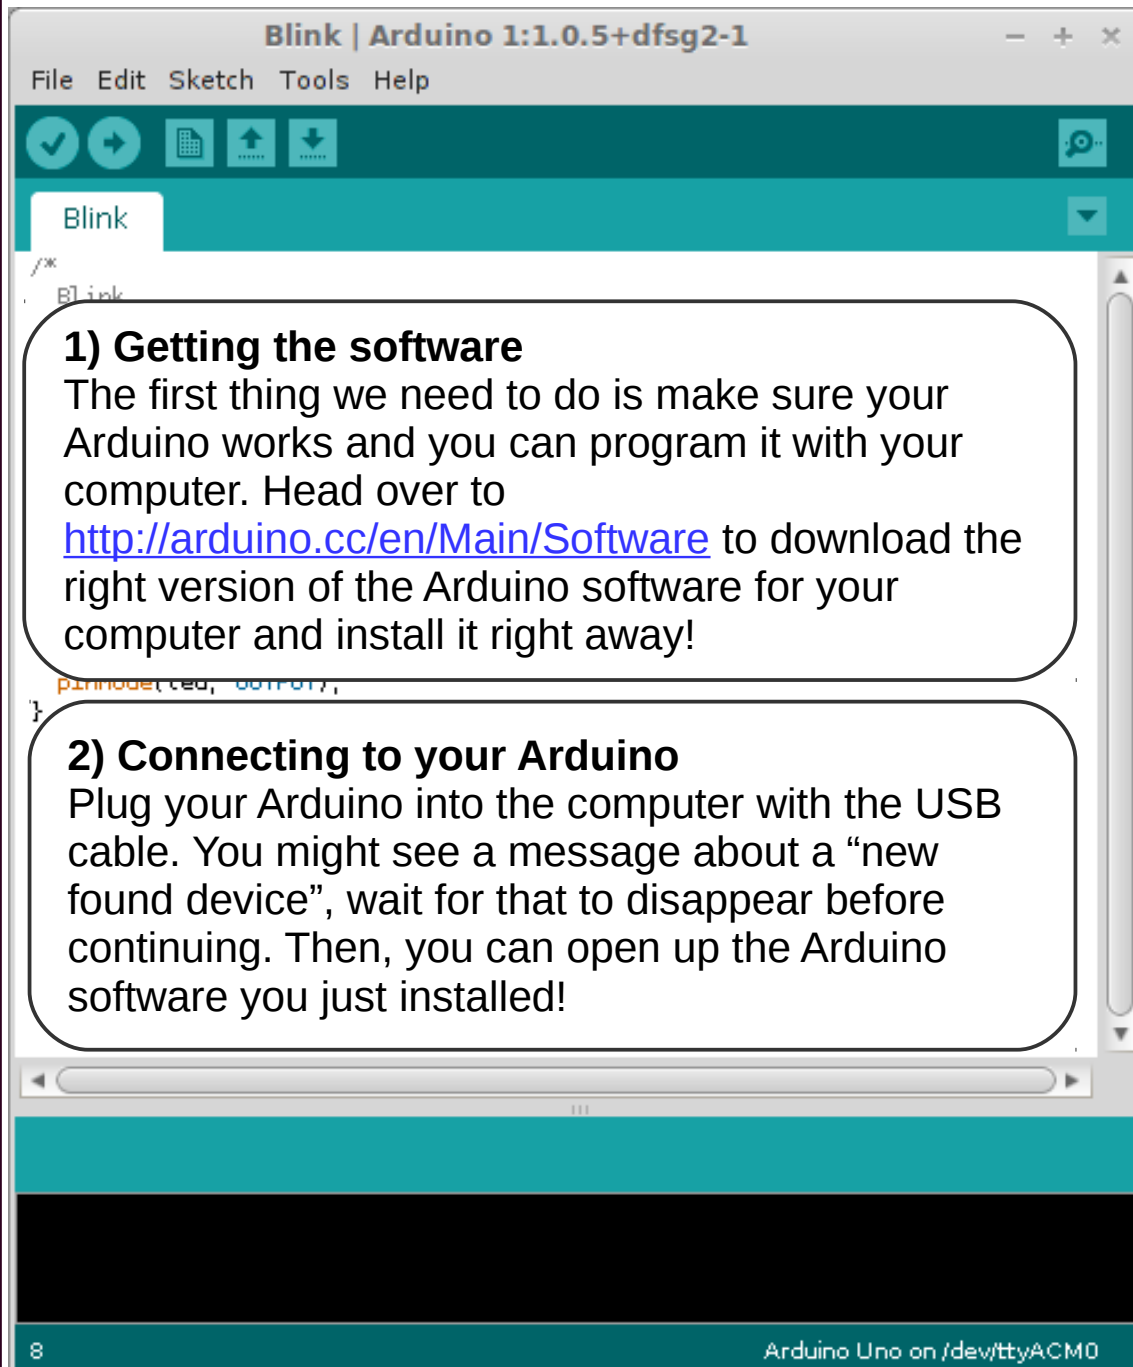 Blink | Arduino 1:1.0.5+dfsg2-1
File Edit Sketch Tools Help
Blink
/*
Blink
1) Getting the software
The first thing we need to do is make sure your
Arduino works and you can program it with your
computer. Head over to
http://arduino.cc/en/Main/Software to download the
right version of the Arduino software for your
computer and install it right away!
pinMode(led, OUTPUT);
}
2) Connecting to your Arduino
Plug your Arduino into the computer with the USB
cable. You might see a message about a “new
found device”, wait for that to disappear before
continuing. Then, you can open up the Arduino
software you just installed!
8
Arduino Uno on /dev/ttyACM0